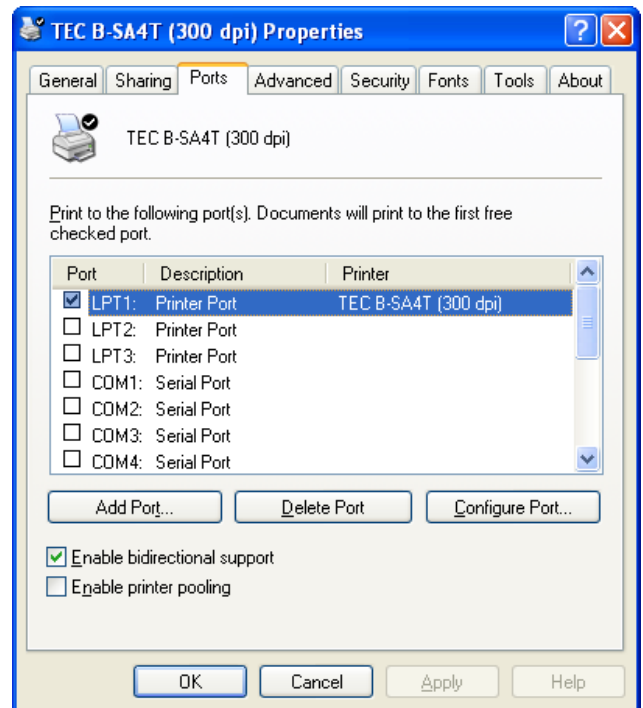 TEC B-SA4T (300 dpi) Properties
General Sharing Ports Advanced Security Fonts Tools About
TEC B-SA4T (300 dpi)
Print to the following port(s). Documents will print to the first free
checked port.
Port Description Printer
LPT1: Printer Port TEC B-SA4T (300 dpi)
LPT2: Printer Port
LPT3: Printer Port
COM1: Serial Port
COM2: Serial Port
COM3: Serial Port
COM4: Serial Port
Add Port... Delete Port Configure Port...
Enable bidirectional support
Enable printer pooling
OK Cancel Apply Help